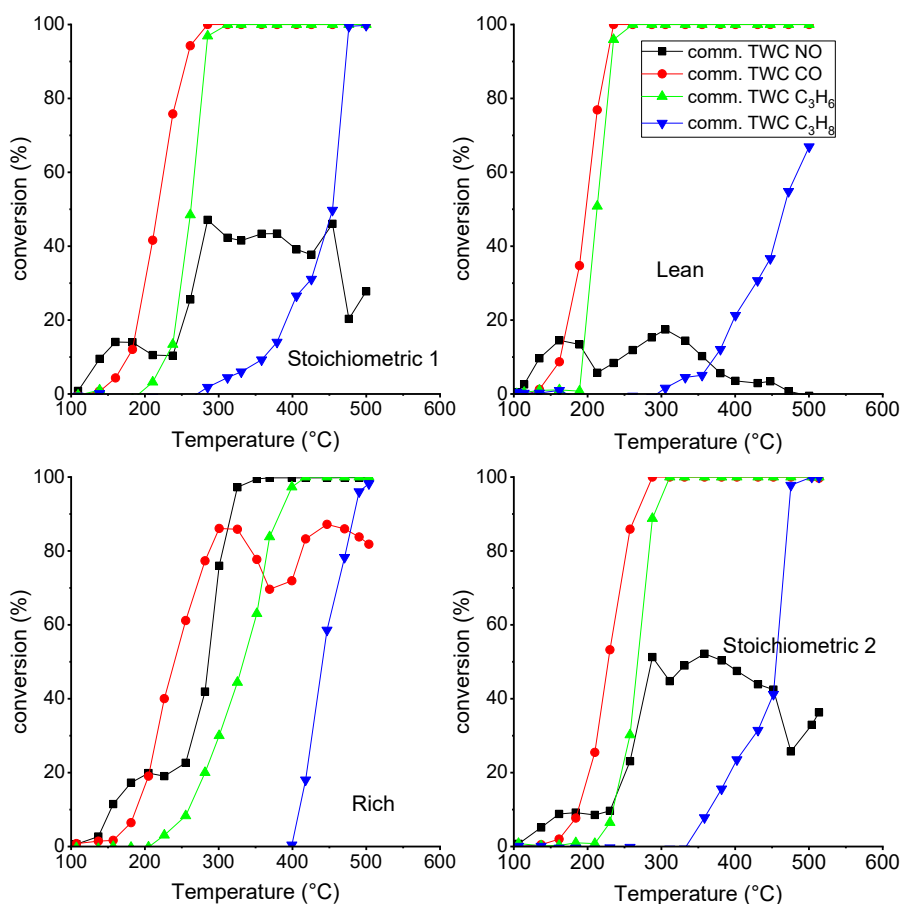 100
80
60
40
20
0
conversion (%)
Stoichiometric 1
100 200 300 400 500 600
Temperature (°C)
100
80
60
40
20
0
conversion (%)
comm. TWC NO
comm. TWC CO
comm. TWC C₃H₆
comm. TWC C₃H₈
Lean
100 200 300 400 500 600
Temperature (°C)
100
80
60
40
20
0
conversion (%)
Rich
100 200 300 400 500 600
Temperature (°C)
100
80
60
40
20
0
conversion (%)
Stoichiometric 2
100 200 300 400 500 600
Temperature (°C)